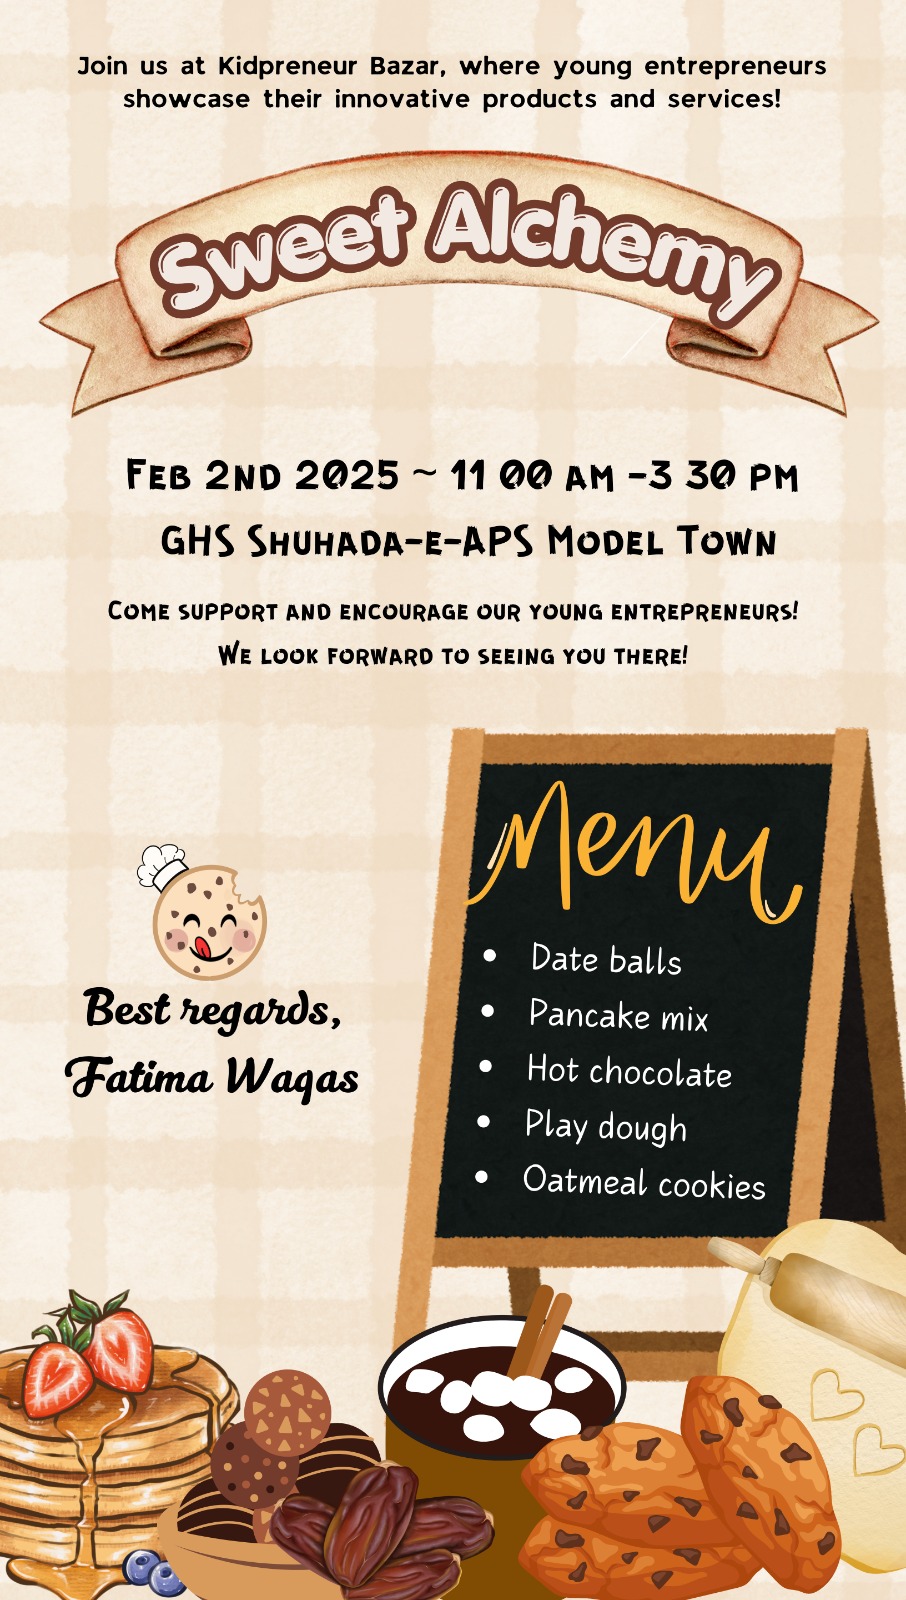 Join us at Kidpreneur Bazar, where young entrepreneurs
showcase their innovative products and services!
Sweet Alchemy
Feb 2nd 2025 ~ 11 00 am -3 30 pm
GHS Shuhada-e-APS Model Town
Come support and encourage our young entrepreneurs!
We look forward to seeing you there!
Best regards,
Fatima Waqas
Menu
• Date balls
• Pancake mix
• Hot chocolate
• Play dough
• Oatmeal cookies